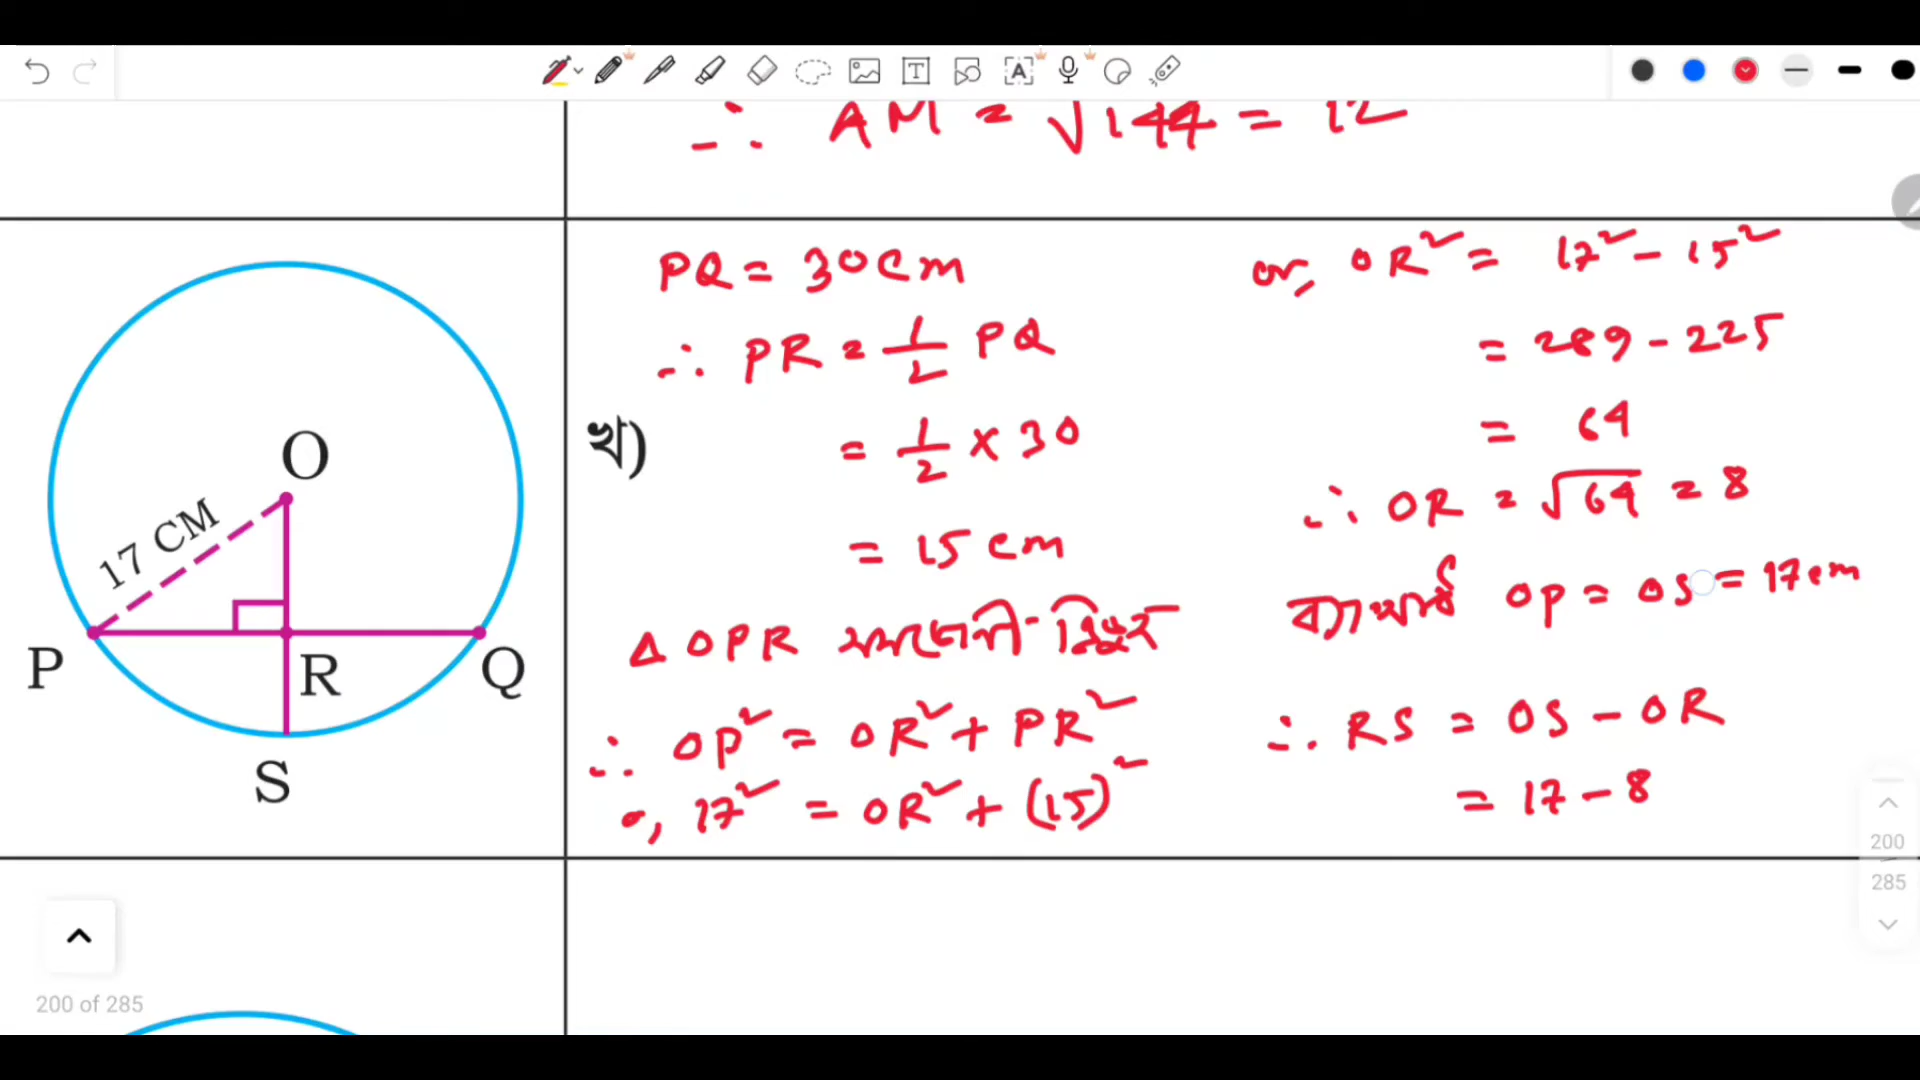 ∴ AM = √144 = 12
O
17 CM
P
R
Q
S
খ)
PQ = 30cm
∴ PR = 1/2 PQ
= 1/2 × 30
= 15 cm
Δ OPR সমকোনী ত্রিভুজ
∴ OP² = OR² + PR²
or, 17² = OR² + (15)²
or, OR² = 17² - 15²
= 289 - 225
= 64
∴ OR = √64 = 8
ব্যাসার্ধ OP = OS = 17cm
∴ RS = OS - OR
= 17 - 8
200
285
200 of 285